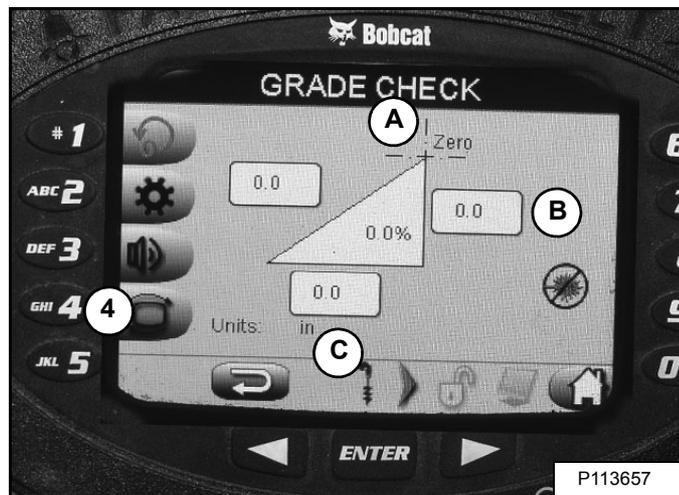 Bobcat
GRADE CHECK
A
# 1
Zero
ABC 2
0.0
0.0
B
0.0%
DEF 3
0.0
GHI 4
4
Units: in
C
JKL 5
0
ENTER
P113657